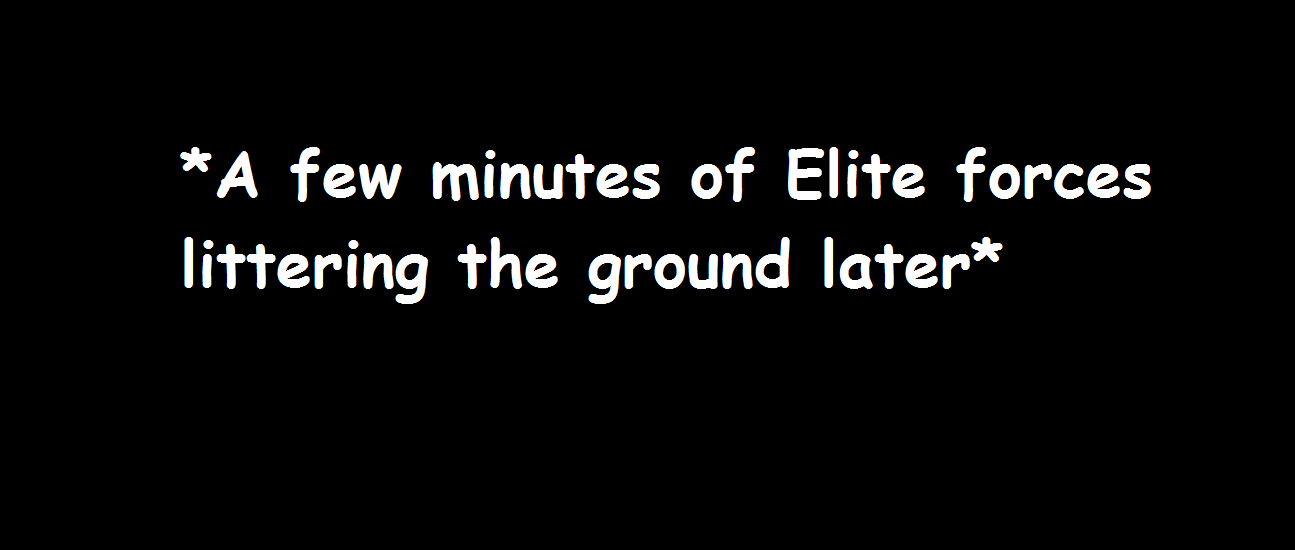 *A few minutes of Elite forces
littering the ground later*